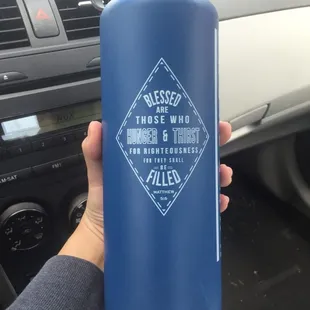 BLESSED
ARE
THOSE WHO
HUNGER & THIRST
FOR RIGHTEOUSNESS
FOR THEY SHALL
BE
FILLED
MATTHEW
5:6